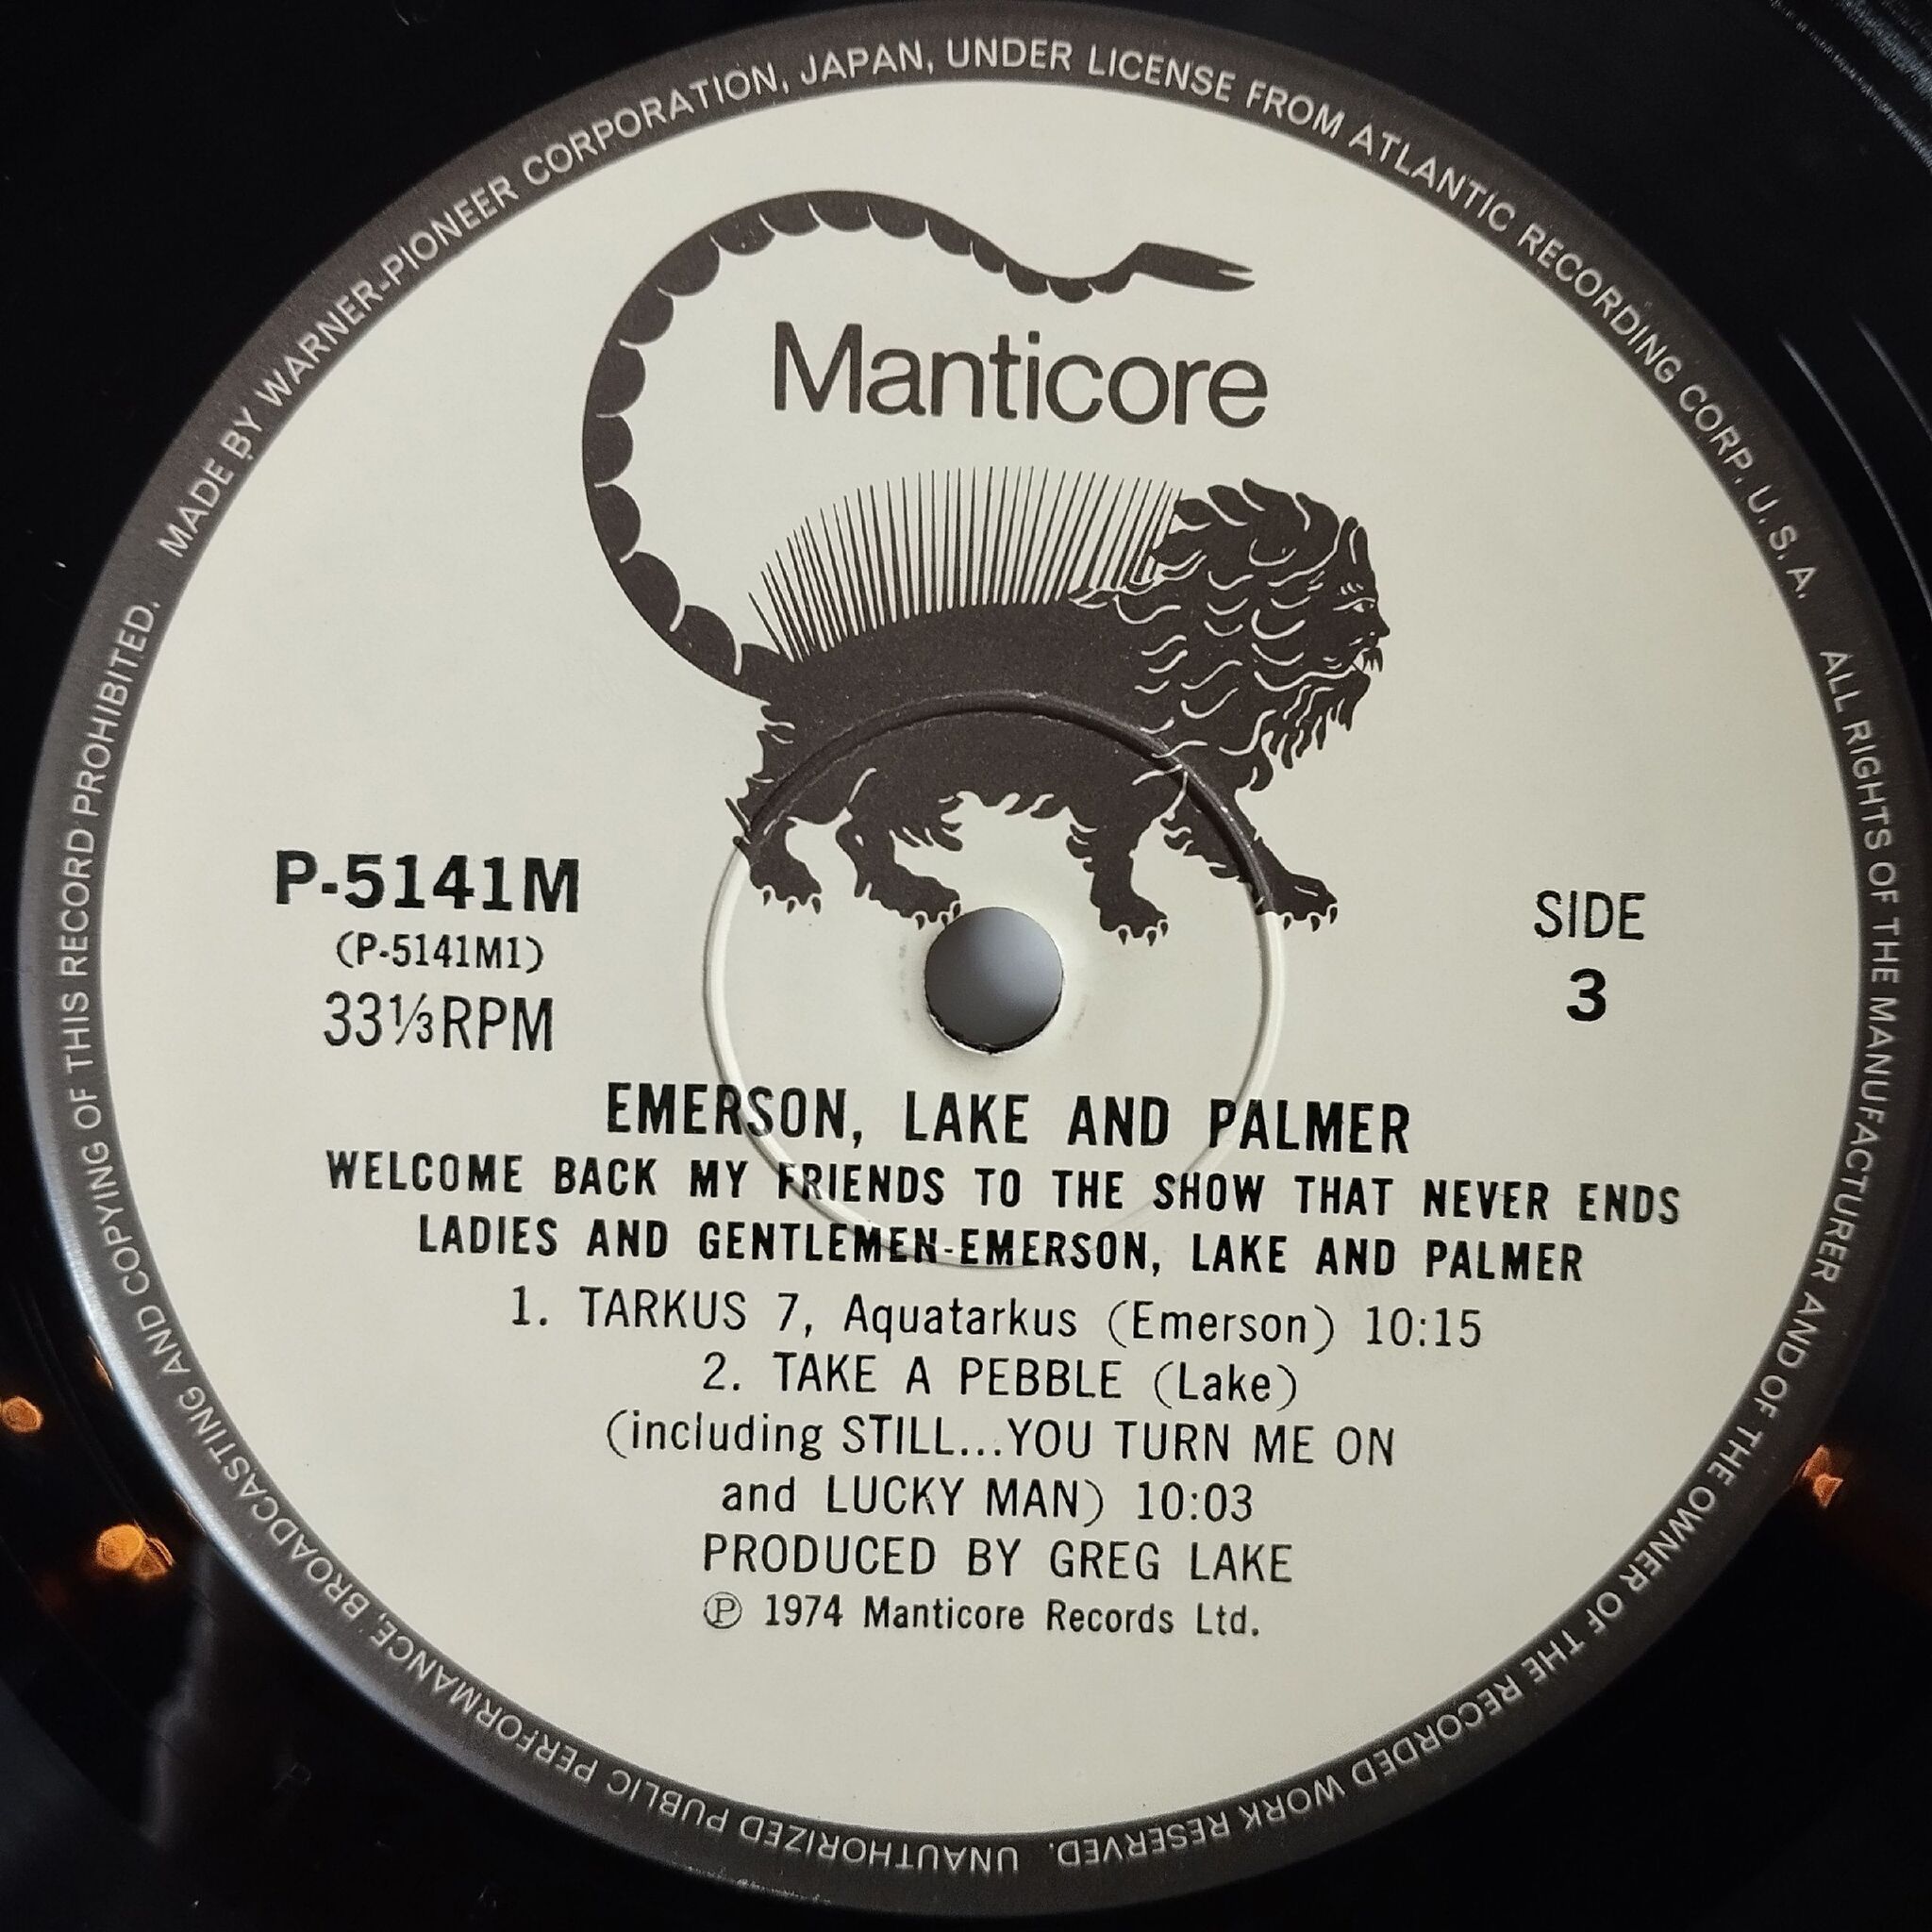 MADE BY WARNER-PIONEER CORPORATION, JAPAN, UNDER LICENSE FROM ATLANTIC RECORDING CORP. U.S.A. ALL RIGHTS OF THE MANUFACTURER AND OF THE OWNER OF THE RECORDED WORK RESERVED. UNAUTHORIZED PUBLIC PERFORMANCE, BROADCASTING AND COPYING OF THIS RECORD PROHIBITED.
Manticore
P-5141M
(P-5141M1)
33⅓RPM
SIDE
3
EMERSON, LAKE AND PALMER
WELCOME BACK MY FRIENDS TO THE SHOW THAT NEVER ENDS
LADIES AND GENTLEMEN-EMERSON, LAKE AND PALMER
1. TARKUS 7, Aquatarkus (Emerson) 10:15
2. TAKE A PEBBLE (Lake)
(including STILL...YOU TURN ME ON
and LUCKY MAN) 10:03
PRODUCED BY GREG LAKE
Ⓟ 1974 Manticore Records Ltd.